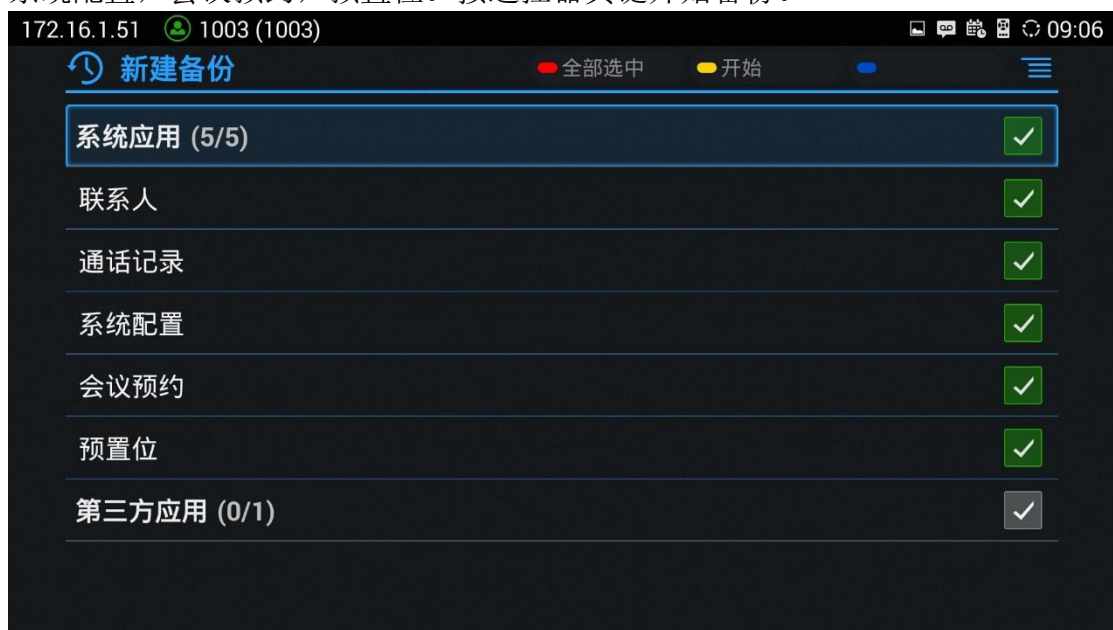 172.16.1.51 1003 (1003) 09:06
新建备份 全部选中 开始
系统应用 (5/5)
联系人
通话记录
系统配置
会议预约
预置位
第三方应用 (0/1)